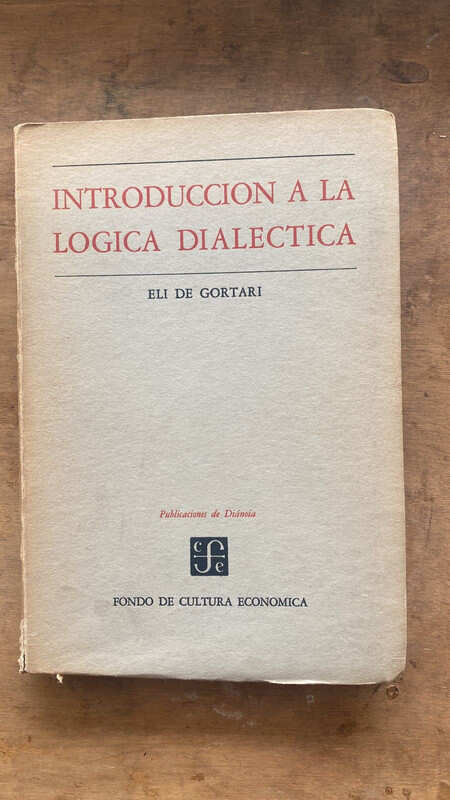 INTRODUCCION A LA
LOGICA DIALECTICA
ELI DE GORTARI
Publicaciones de Diánoia
c f e
FONDO DE CULTURA ECONOMICA